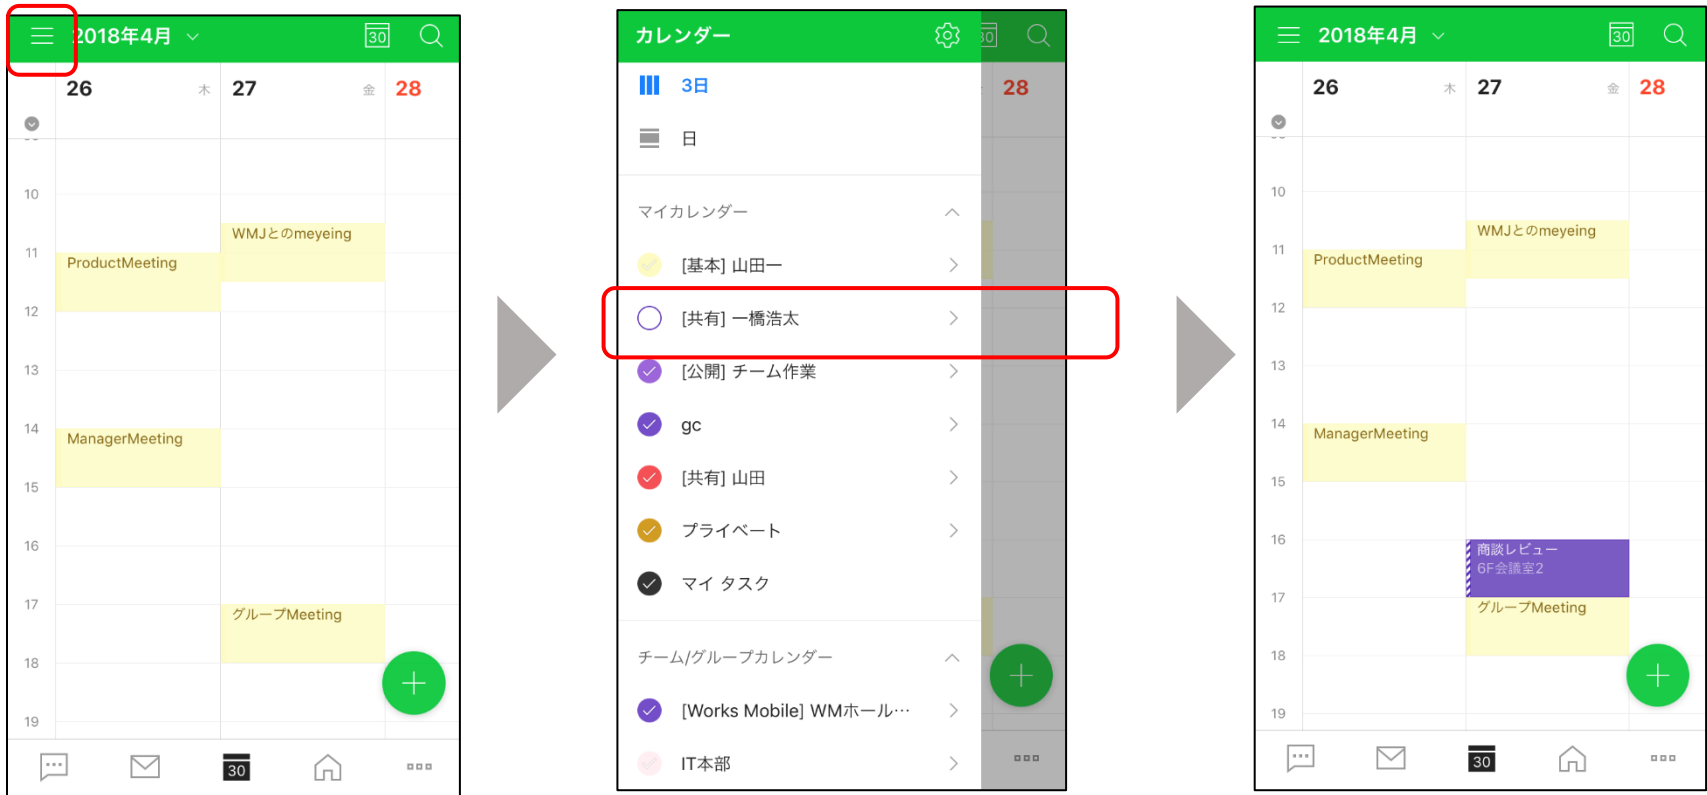 2018年4月
30
26
木
27
金
28
10
WMJとのmeyeing
11
ProductMeeting
12
13
14
ManagerMeeting
15
16
17
グループMeeting
18
19
30
カレンダー
30
3日
28
日
マイカレンダー
[基本] 山田一
[共有] 一橋浩太
[公開] チーム作業
gc
[共有] 山田
プライベート
マイ タスク
チーム/グループカレンダー
[Works Mobile] WMホール…
IT本部
2018年4月
30
26
木
27
金
28
10
WMJとのmeyeing
11
ProductMeeting
12
13
14
ManagerMeeting
15
16
商談レビュー
6F会議室2
17
グループMeeting
18
19
30